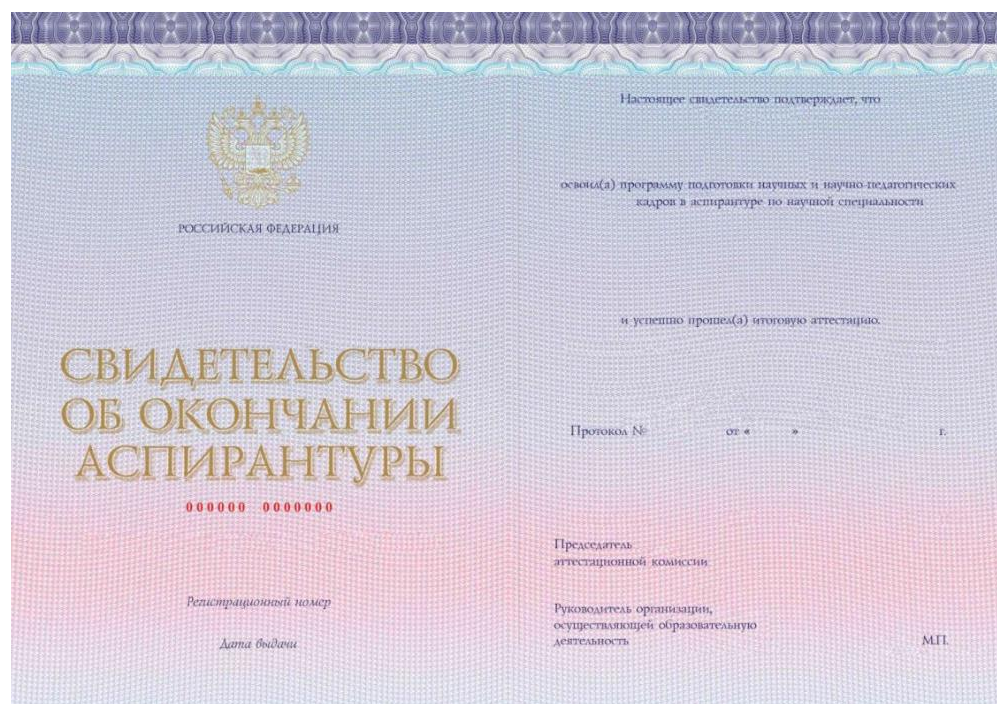 РОССИЙСКАЯ ФЕДЕРАЦИЯ
СВИДЕТЕЛЬСТВО
ОБ ОКОНЧАНИИ
АСПИРАНТУРЫ
000000 0000000
Регистрационный номер
Дата выдачи
Настоящее свидетельство подтверждает, что
освоил(а) программу подготовки научных и научно-педагогических
кадров в аспирантуре по научной специальности
и успешно прошел(а) итоговую аттестацию.
Протокол № от « » г.
Председатель
аттестационной комиссии
Руководитель организации,
осуществляющей образовательную
деятельность М.П.